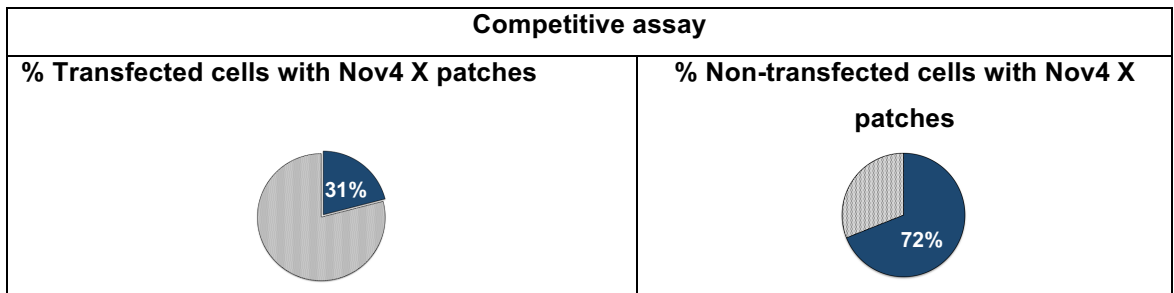 Competitive assay
% Transfected cells with Nov4 X patches
% Non-transfected cells with Nov4 X
patches
31%
72%